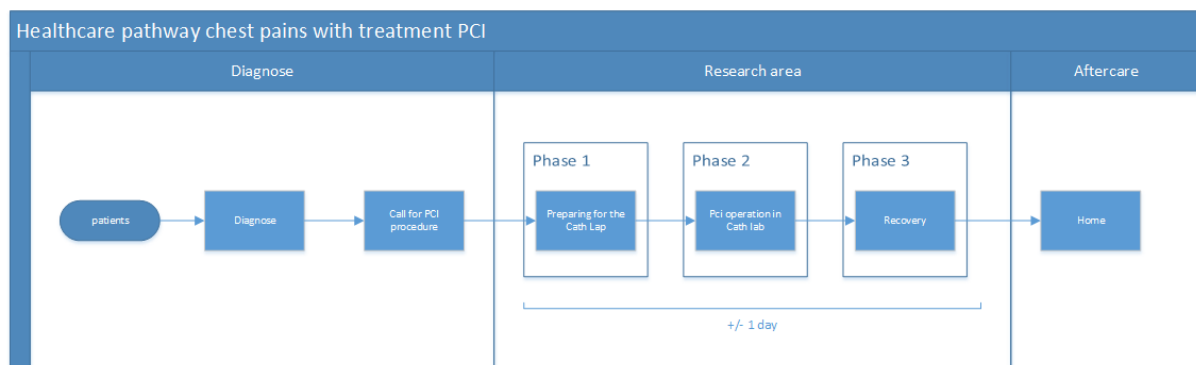 Healthcare pathway chest pains with treatment PCI
Diagnose
Research area
Aftercare
Phase 1
Phase 2
Phase 3
patients
Diagnose
Call for PCI
procedure
Preparing for the
Cath Lap
Pci operation in
Cath lab
Recovery
Home
+/- 1 day